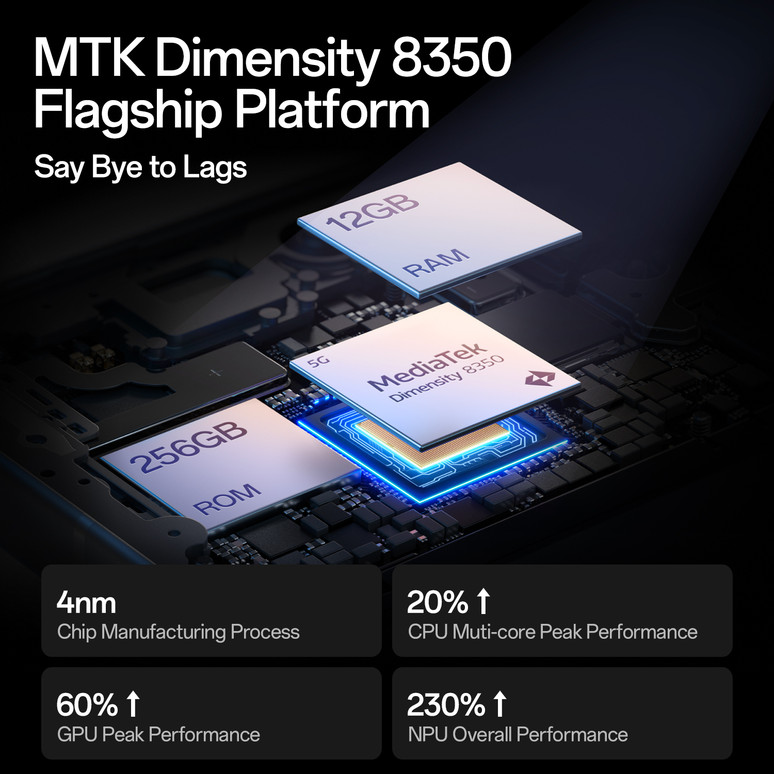 MTK Dimensity 8350
Flagship Platform
Say Bye to Lags
12GB
RAM
5G
MediaTek
Dimensity 8350
256GB
ROM
4nm
Chip Manufacturing Process
20% ↑
CPU Muti-core Peak Performance
60% ↑
GPU Peak Performance
230% ↑
NPU Overall Performance